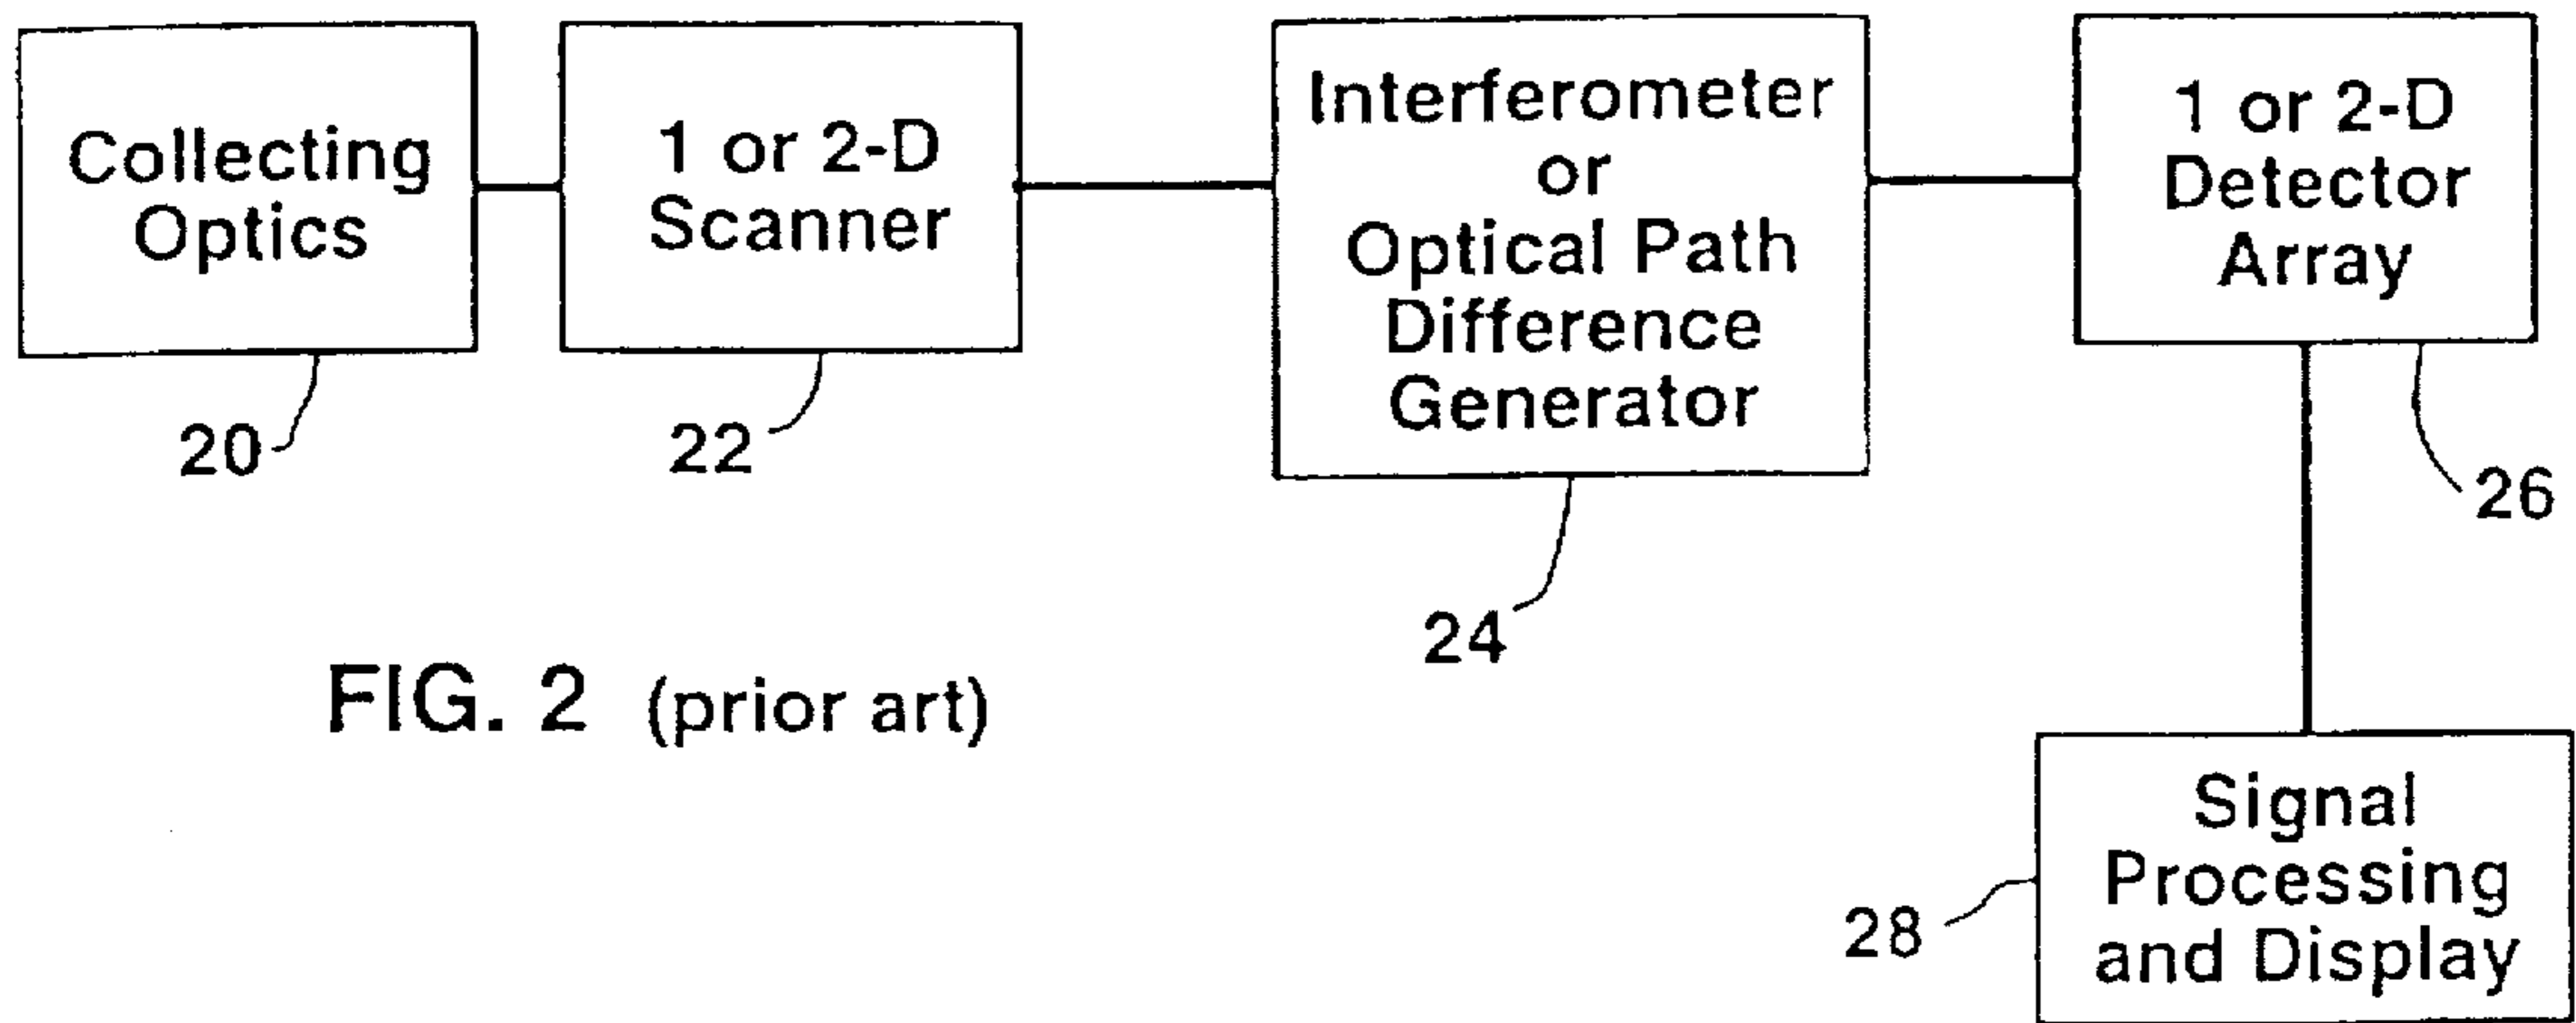 Collecting
Optics
1 or 2-D
Scanner
Interferometer
or
Optical Path
Difference
Generator
1 or 2-D
Detector
Array
20
22
24
26
FIG. 2 (prior art)
Signal
Processing
and Display
28